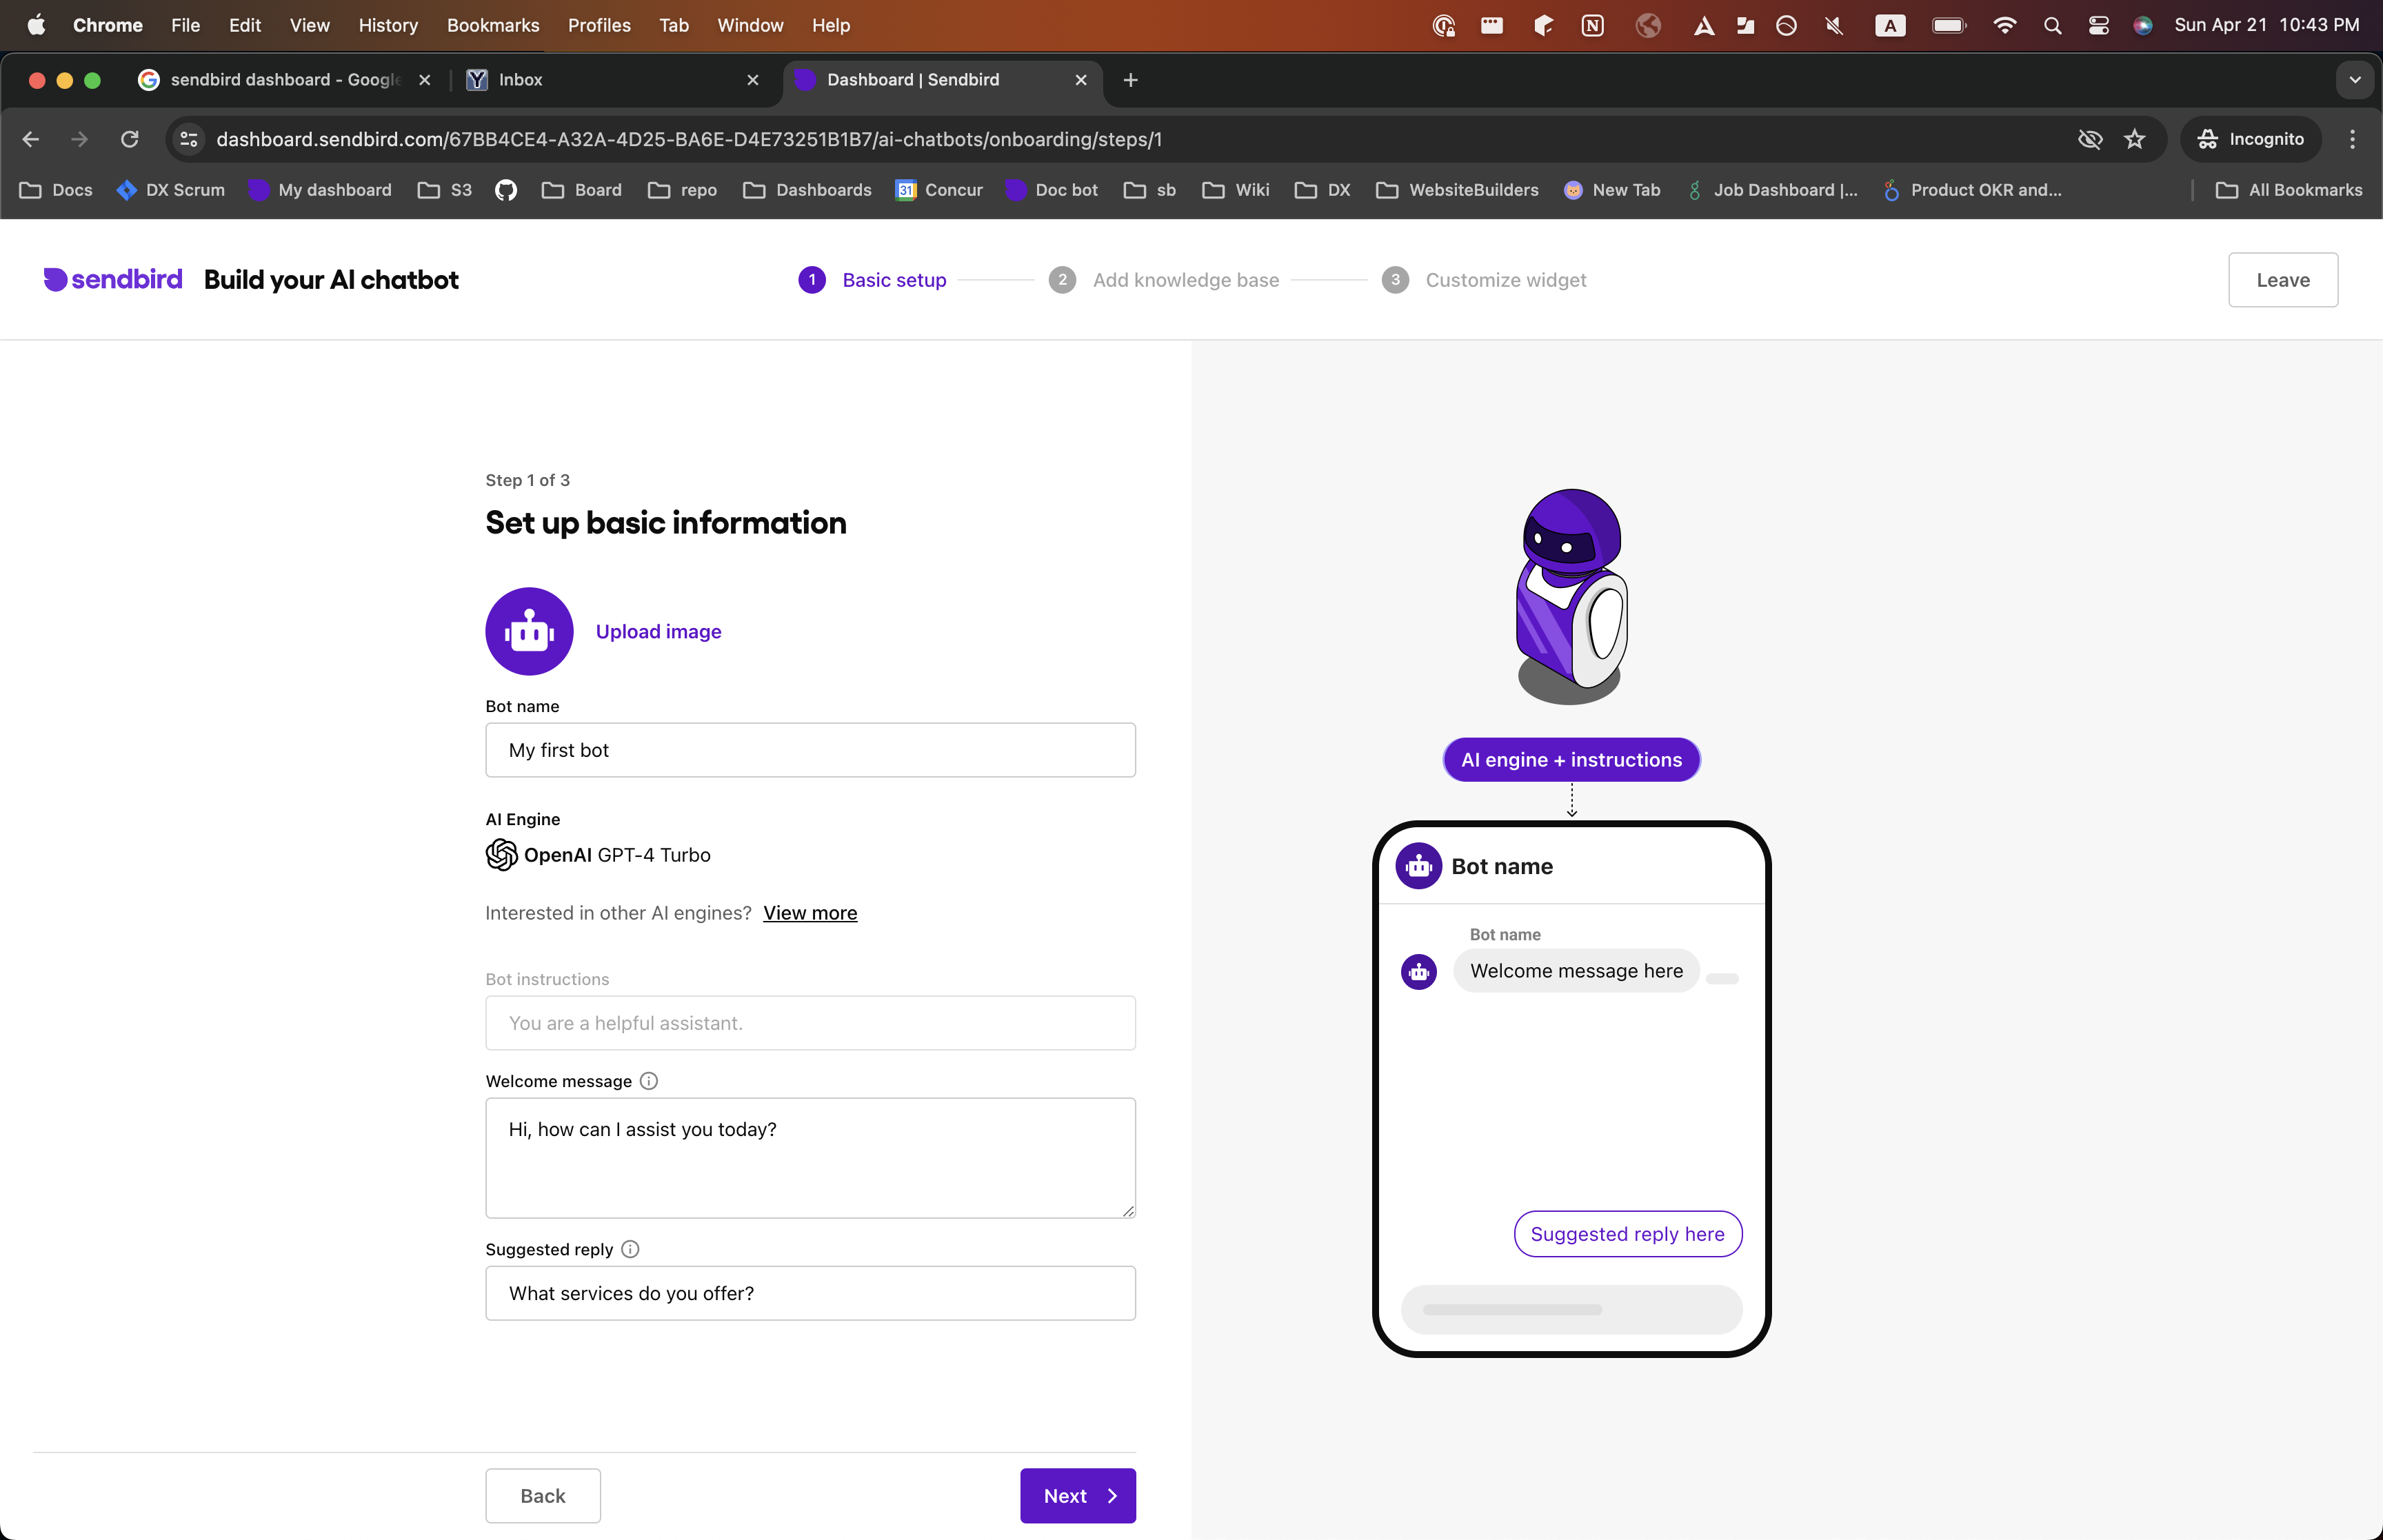 Chrome File Edit View History Bookmarks Profiles Tab Window Help A Sun Apr 21 10:43 PM
sendbird dashboard - Google Inbox Dashboard | Sendbird
dashboard.sendbird.com/67BB4CE4-A32A-4D25-BA6E-D4E73251B1B7/ai-chatbots/onboarding/steps/1 Incognito
Docs DX Scrum My dashboard S3 Board repo Dashboards 31 Concur Doc bot sb Wiki DX WebsiteBuilders New Tab Job Dashboard |... Product OKR and... All Bookmarks
sendbird Build your AI chatbot 1 Basic setup 2 Add knowledge base 3 Customize widget Leave
Step 1 of 3
Set up basic information
Upload image
Bot name
My first bot
AI Engine
OpenAI GPT-4 Turbo
Interested in other AI engines? View more
Bot instructions
You are a helpful assistant.
Welcome message
Hi, how can I assist you today?
Suggested reply
What services do you offer?
Back Next
AI engine + instructions
Bot name
Bot name
Welcome message here
Suggested reply here